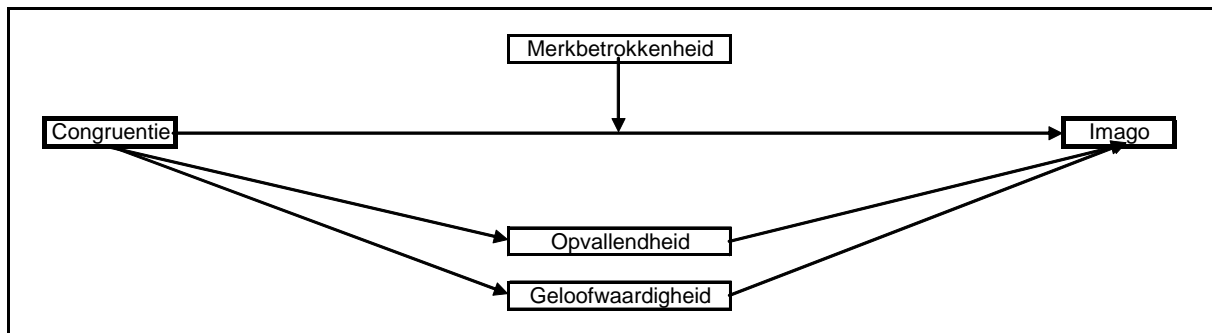 Merkbetrokkenheid
Congruentie
Imago
Opvallendheid
Geloofwaardigheid